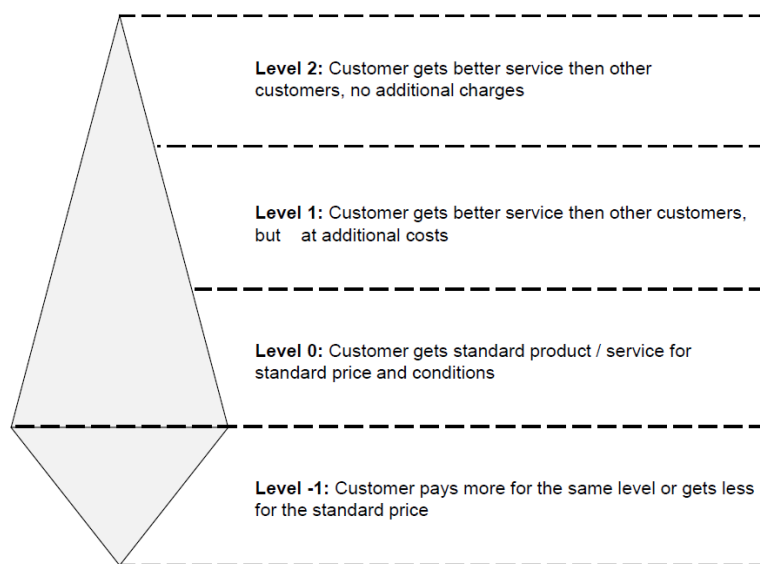 Level 2: Customer gets better service then other
customers, no additional charges
Level 1: Customer gets better service then other customers,
but at additional costs
Level 0: Customer gets standard product / service for
standard price and conditions
Level -1: Customer pays more for the same level or gets less
for the standard price